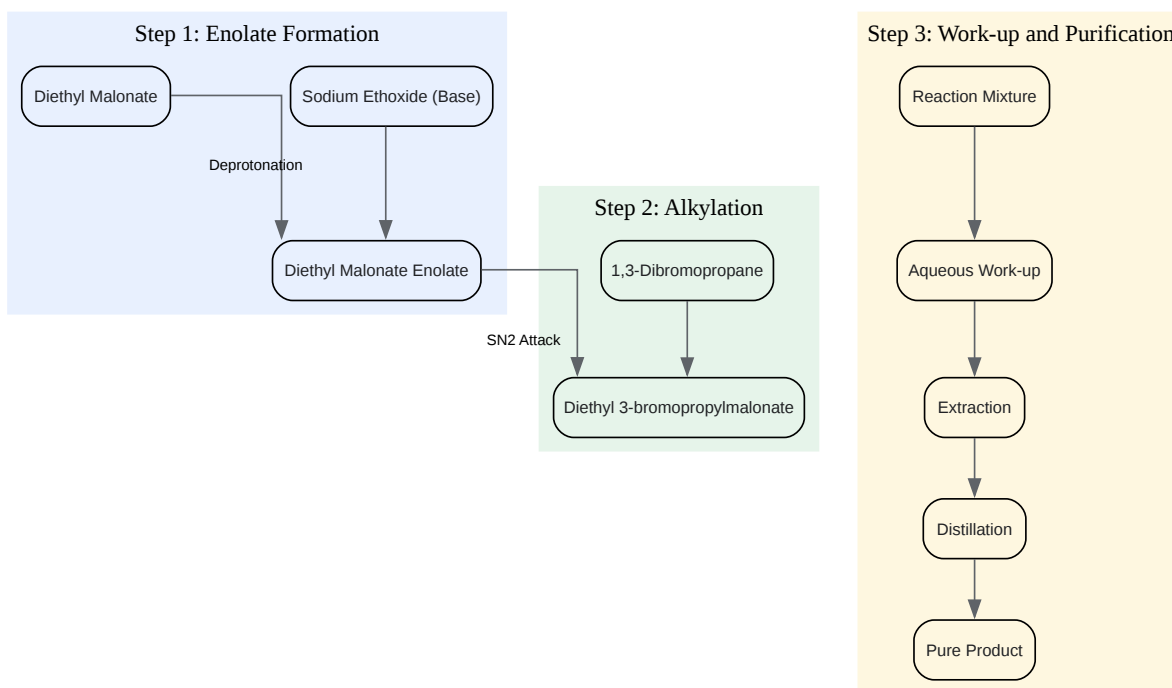 Step 1: Enolate Formation
Diethyl Malonate
Sodium Ethoxide (Base)
Deprotonation
Diethyl Malonate Enolate
SN2 Attack
Step 2: Alkylation
1,3-Dibromopropane
Diethyl 3-bromopropylmalonate
Step 3: Work-up and Purification
Reaction Mixture
Aqueous Work-up
Extraction
Distillation
Pure Product